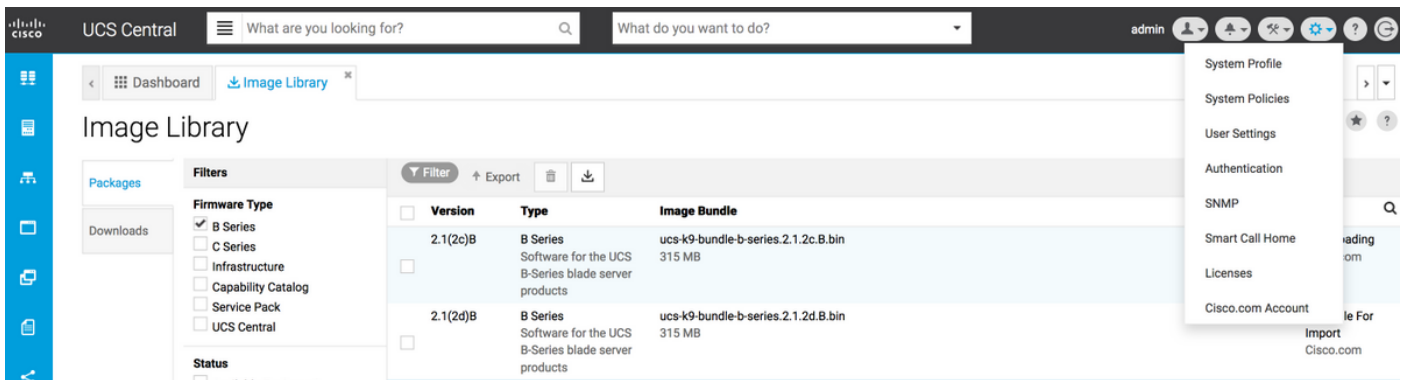 CISCO
UCS Central
What are you looking for?
What do you want to do?
admin
?
Dashboard
Image Library
Image Library
?
System Profile
System Policies
User Settings
Authentication
SNMP
Smart Call Home
Licenses
Cisco.com Account
Packages
Downloads
Filters
Firmware Type
B Series
C Series
Infrastructure
Capability Catalog
Service Pack
UCS Central
Status
Filter
Export
Version Type Image Bundle
2.1(2c)B B Series ucs-k9-bundle-b-series.2.1.2c.B.bin
Software for the UCS 315 MB
B-Series blade server
products
2.1(2d)B B Series ucs-k9-bundle-b-series.2.1.2d.B.bin
Software for the UCS 315 MB
B-Series blade server
products
For
Import
Cisco.com